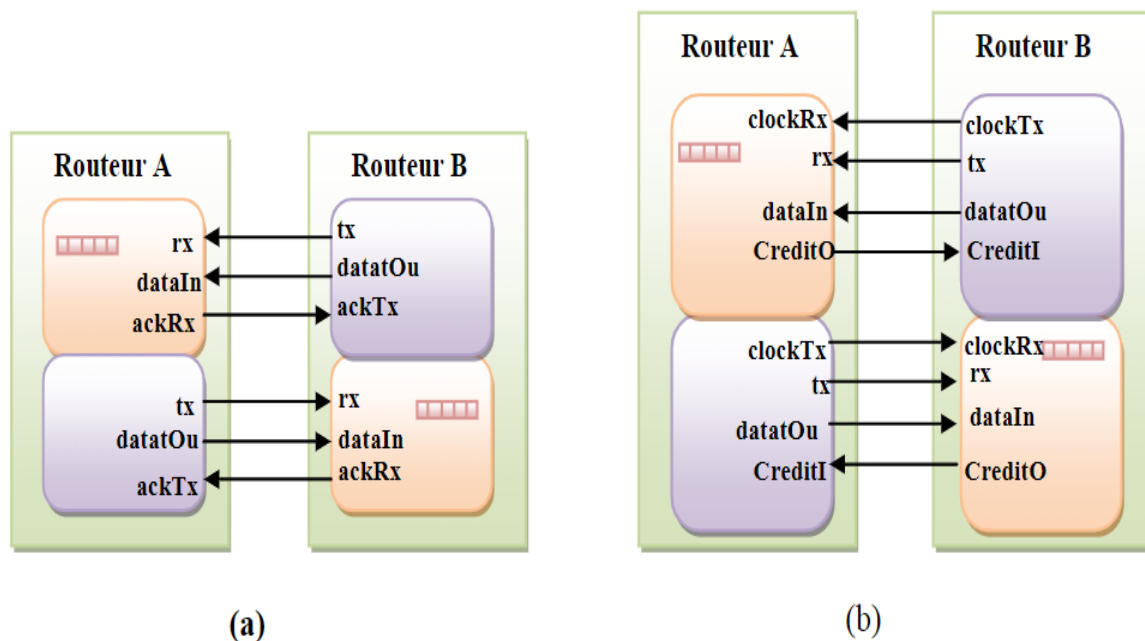 Routeur A
Routeur B
rx
tx
dataIn
datatOu
ackRx
ackTx
tx
rx
datatOu
dataIn
ackTx
ackRx
(a)
Routeur A
Routeur B
clockRx
clockTx
rx
tx
dataIn
datatOu
CreditO
CreditI
clockTx
clockRx
tx
rx
datatOu
dataIn
CreditI
CreditO
(b)